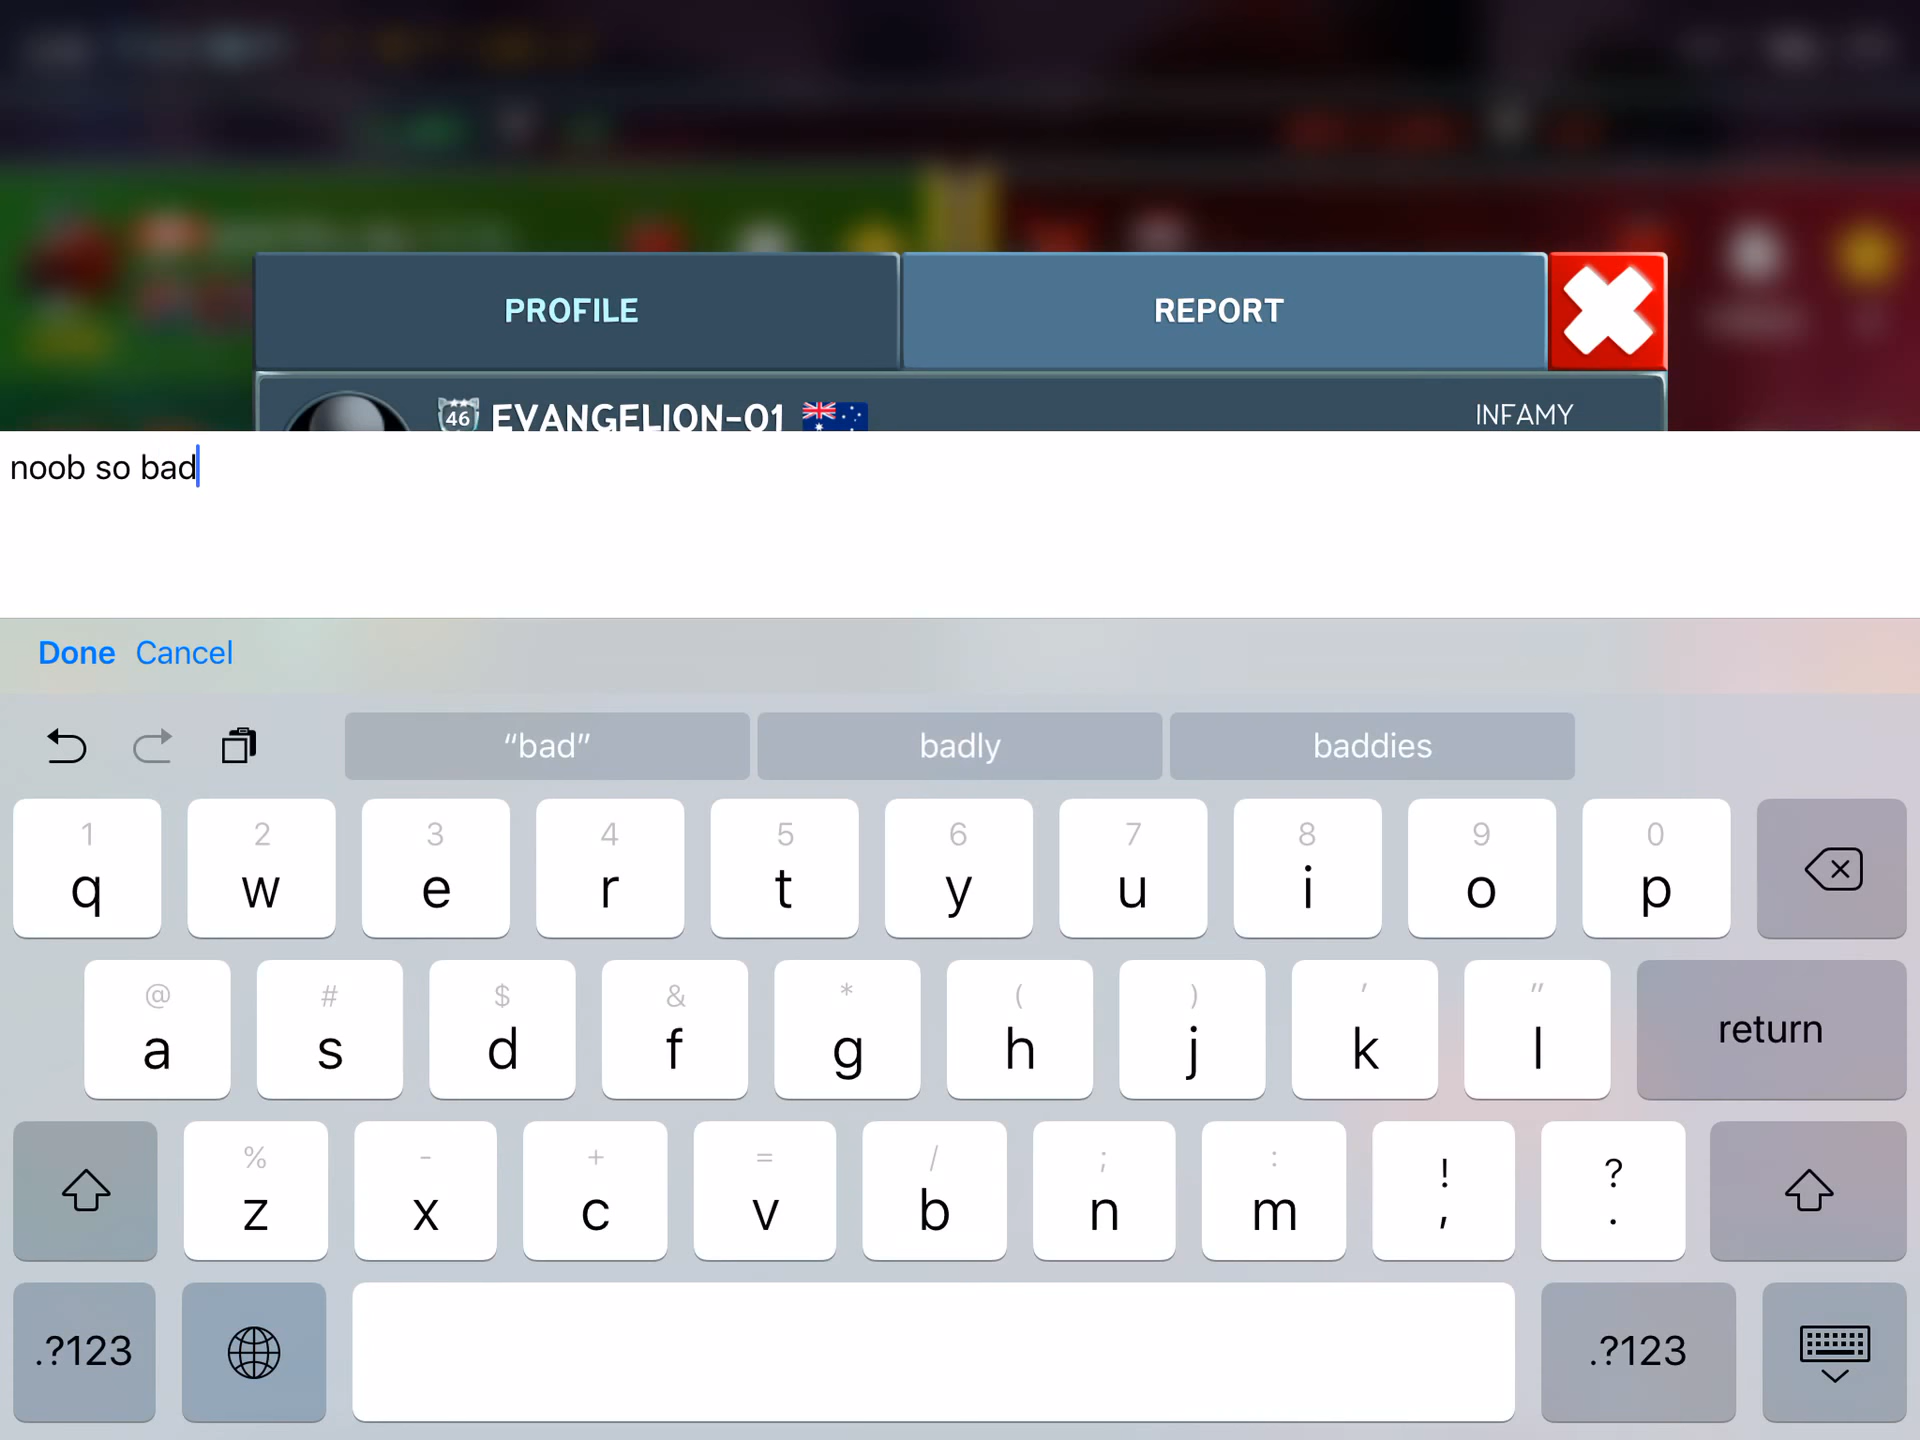 PROFILE
REPORT
46 EVANGELION-01
INFAMY
noob so bad
Done Cancel
“bad” badly baddies
1 2 3 4 5 6 7 8 9 0
q w e r t y u i o p
@ # $ & * ( ) ' "
a s d f g h j k l return
% - + = / ; : ! ?
z x c v b n m , .
.?123 .?123